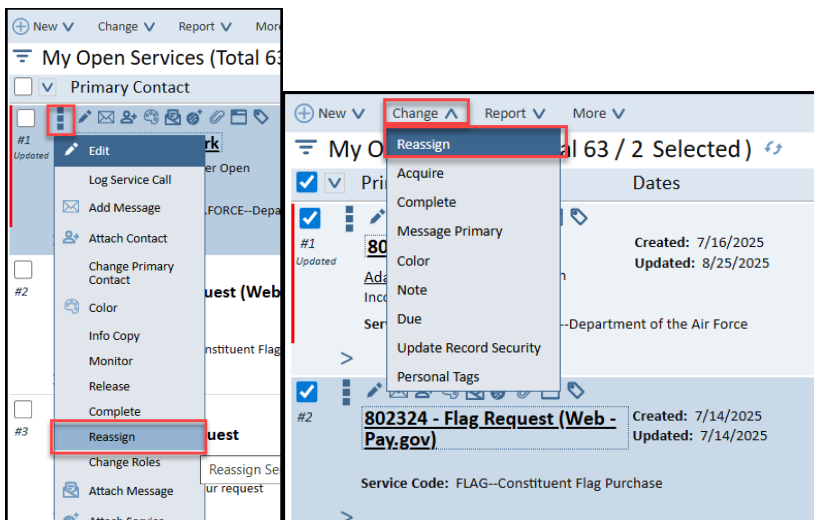 New Change Report More
My Open Services (Total 63
Primary Contact
#1
Updated
rk
er Open
.FORCE--Depa
Edit
Log Service Call
Add Message
Attach Contact
Change Primary
Contact
Color
Info Copy
Monitor
Release
Complete
Reassign
Change Roles
Attach Message
Attach Service
#2
uest (Web
nstituent Flag
#3
uest
Reassign Se
ur request
New Change Report More
My O al 63 / 2 Selected)
Pri Dates
Reassign
Acquire
Complete
Message Primary
Color
Note
Due
Update Record Security
Personal Tags
#1
Updated
80
Ada
Inco
Ser --Department of the Air Force
Created: 7/16/2025
Updated: 8/25/2025
#2
802324 - Flag Request (Web -
Pay.gov)
Created: 7/14/2025
Updated: 7/14/2025
Service Code: FLAG--Constituent Flag Purchase